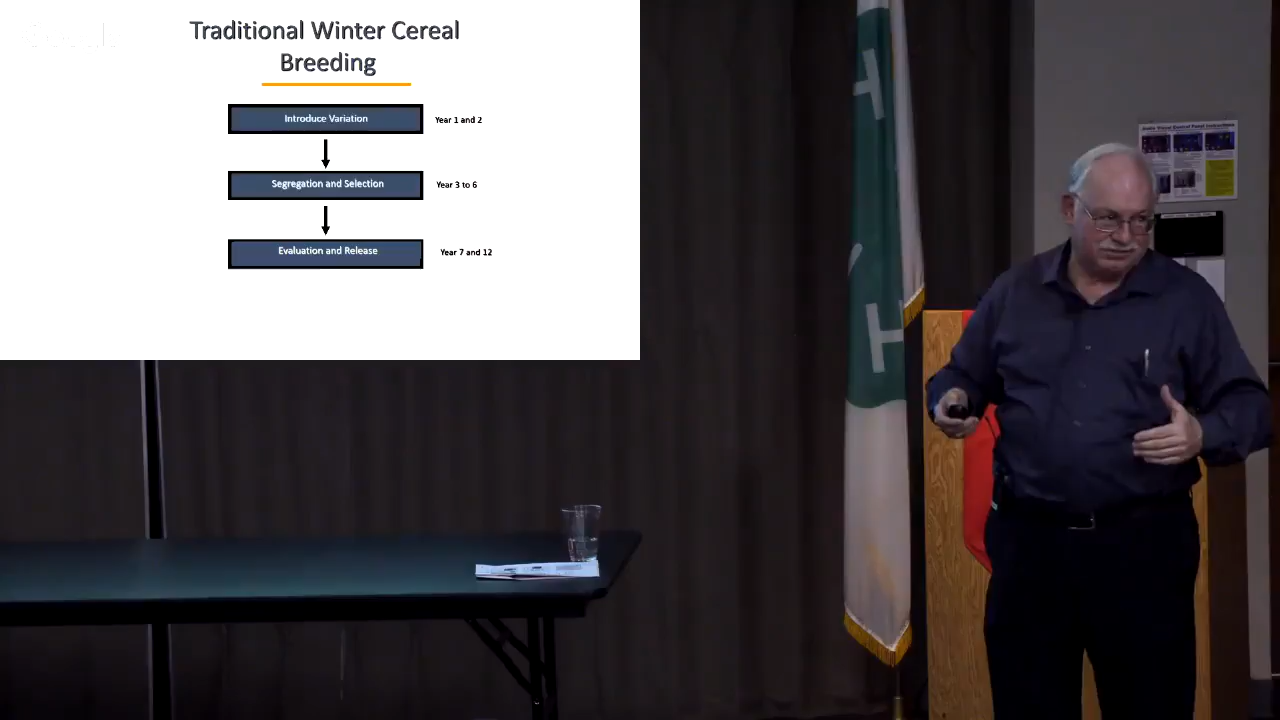 Traditional Winter Cereal
Breeding
Introduce Variation
Year 1 and 2
Segregation and Selection
Year 3 to 6
Evaluation and Release
Year 7 and 12
H
H